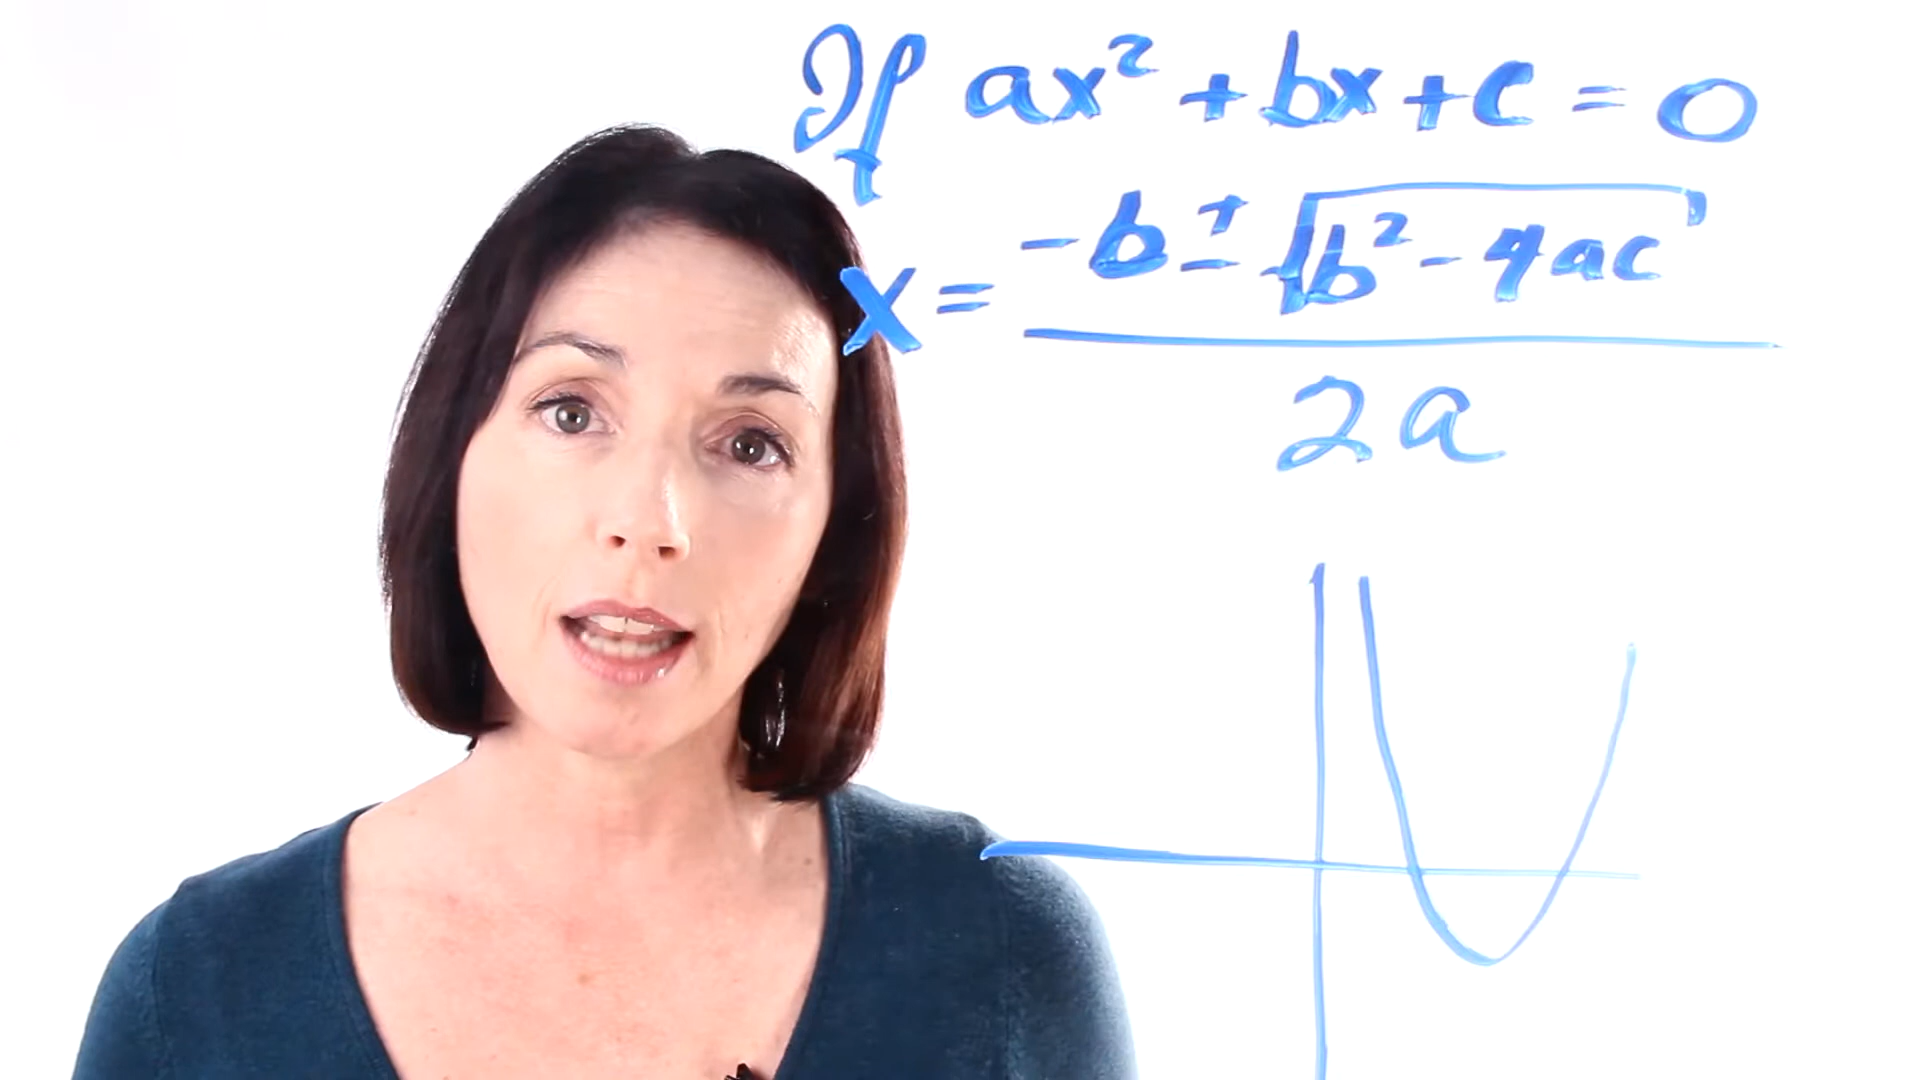 If ax² + bx + c = 0
x = -b ± √b² - 4ac
2a